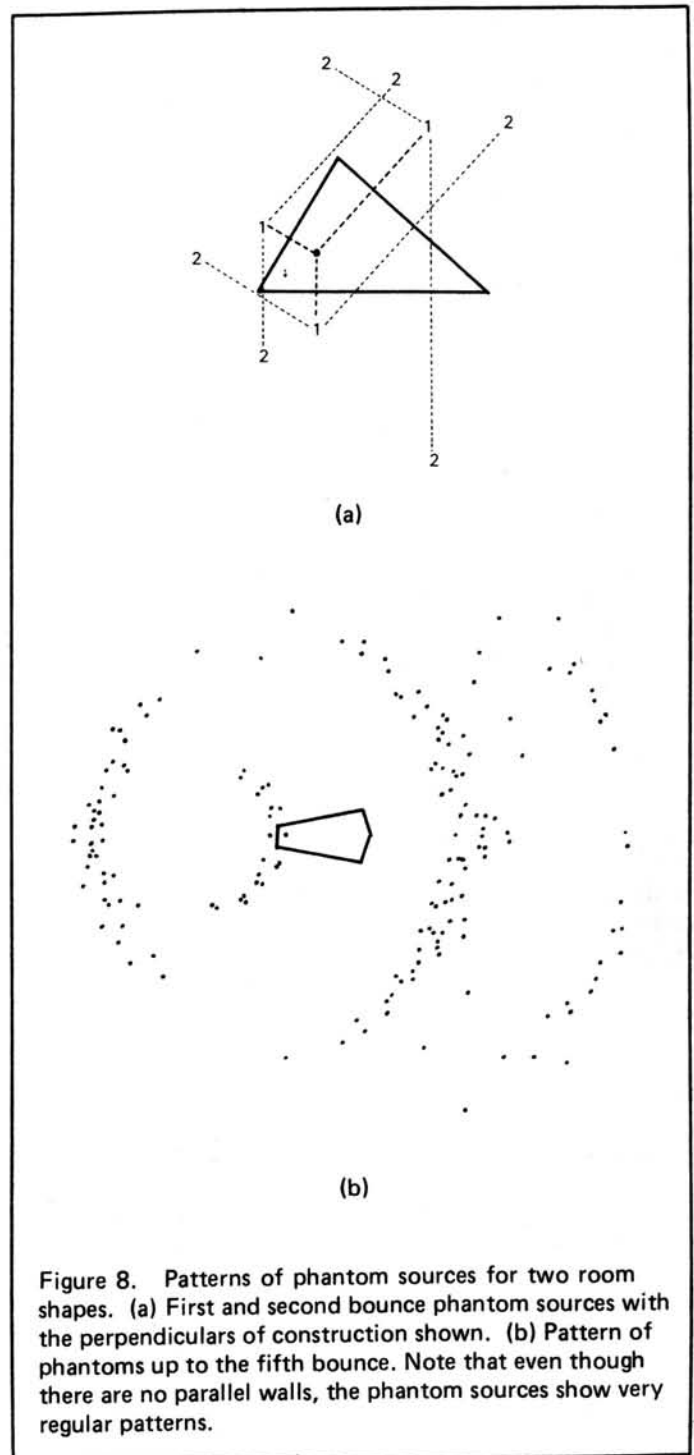 2
2
1
2
1
2
1
2
2
(a)
(b)
Figure 8. Patterns of phantom sources for two room
shapes. (a) First and second bounce phantom sources with
the perpendiculars of construction shown. (b) Pattern of
phantoms up to the fifth bounce. Note that even though
there are no parallel walls, the phantom sources show very
regular patterns.